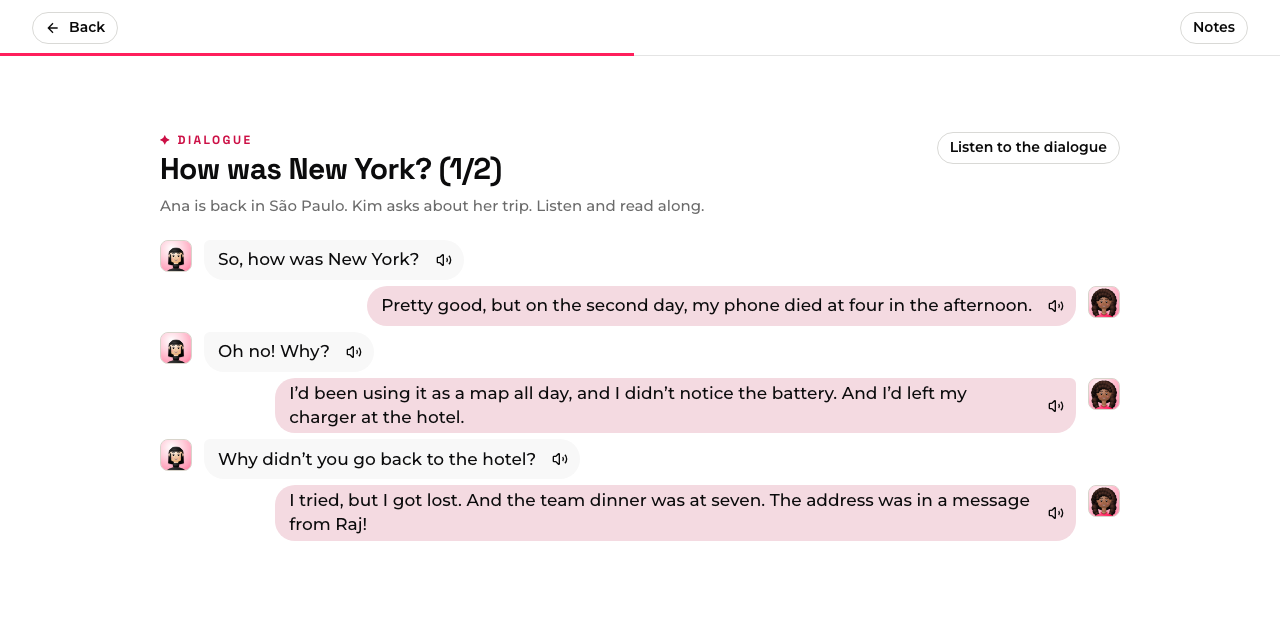 Back
Notes
DIALOGUE
How was New York? (1/2)
Listen to the dialogue
Ana is back in São Paulo. Kim asks about her trip. Listen and read along.
So, how was New York?
Pretty good, but on the second day, my phone died at four in the afternoon.
Oh no! Why?
I’d been using it as a map all day, and I didn’t notice the battery. And I’d left my
charger at the hotel.
Why didn’t you go back to the hotel?
I tried, but I got lost. And the team dinner was at seven. The address was in a message
from Raj!